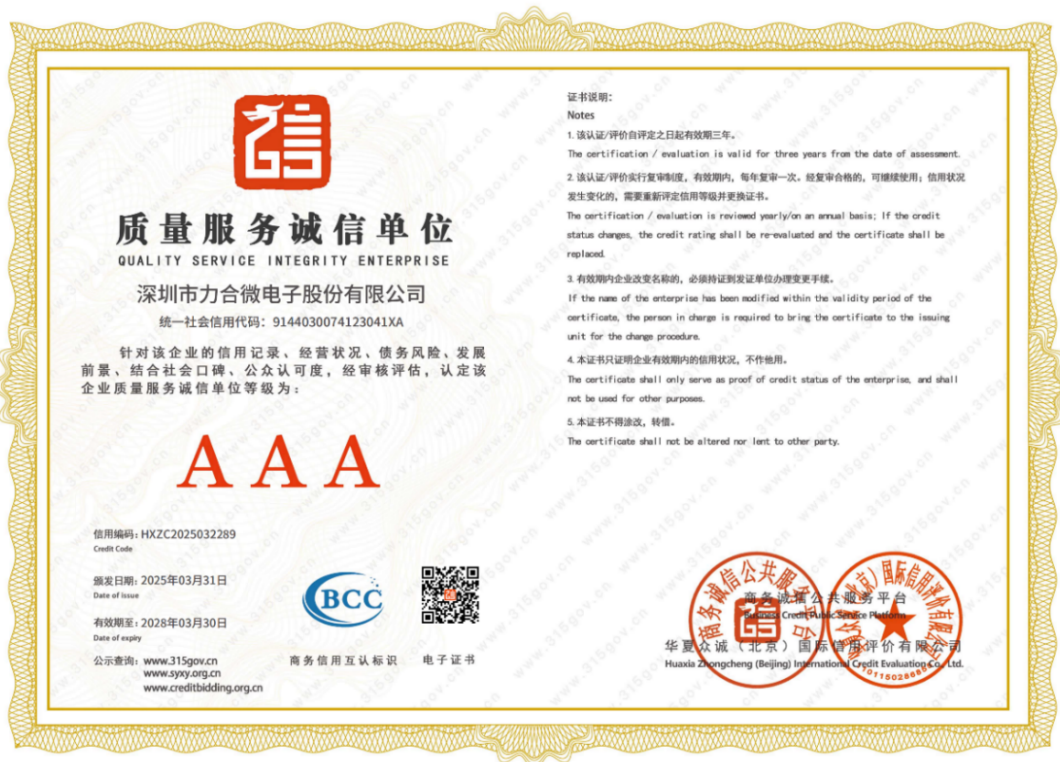 质量服务诚信单位
QUALITY SERVICE INTEGRITY ENTERPRISE
深圳市力合微电子股份有限公司
统一社会信用代码：9144030074123041XA
针对该企业的信用记录、经营状况、债务风险、发展
前景、结合社会口碑、公众认可度，经审核评估，认定该
企业质量服务诚信单位等级为：
AAA
信用编码：HXZC2025032289
Credit Code
颁发日期：2025年03月31日
Date of issue
有效期至：2028年03月30日
Date of expiry
公示查询：www.315gov.cn
www.syxy.org.cn
www.creditbidding.org.cn
BCC
商务信用互认标识
电子证书
证书说明：
Notes
1. 该认证/评价自评定之日起有效期三年。
The certification / evaluation is valid for three years from the date of assessment.
2. 该认证/评价实行复审制度，有效期内，每年复审一次。经复审合格的，可继续使用；信用状况
发生变化的，需要重新评定信用等级并更换证书。
The certification / evaluation is reviewed yearly/on an annual basis; If the credit
status changes, the credit rating shall be re-evaluated and the certificate shall be
replaced.
3. 有效期内企业改变名称的，必须持证到发证单位办理变更手续。
If the name of the enterprise has been modified within the validity period of the
certificate, the person in charge is required to bring the certificate to the issuing
unit for the change procedure.
4. 本证书只证明企业有效期内的信用状况，不作他用。
The certificate shall only serve as proof of credit status of the enterprise, and shall
not be used for other purposes.
5. 本证书不得涂改，转借。
The certificate shall not be altered nor lent to other party.
商务诚信公共服务平台
Business Credit Public Service Platform
华夏众诚（北京）国际信用评价有限公司
Huaxia Zhongcheng (Beijing) International Credit Evaluation Co., Ltd.
商务诚信公共服务平台
www.315gov.cn